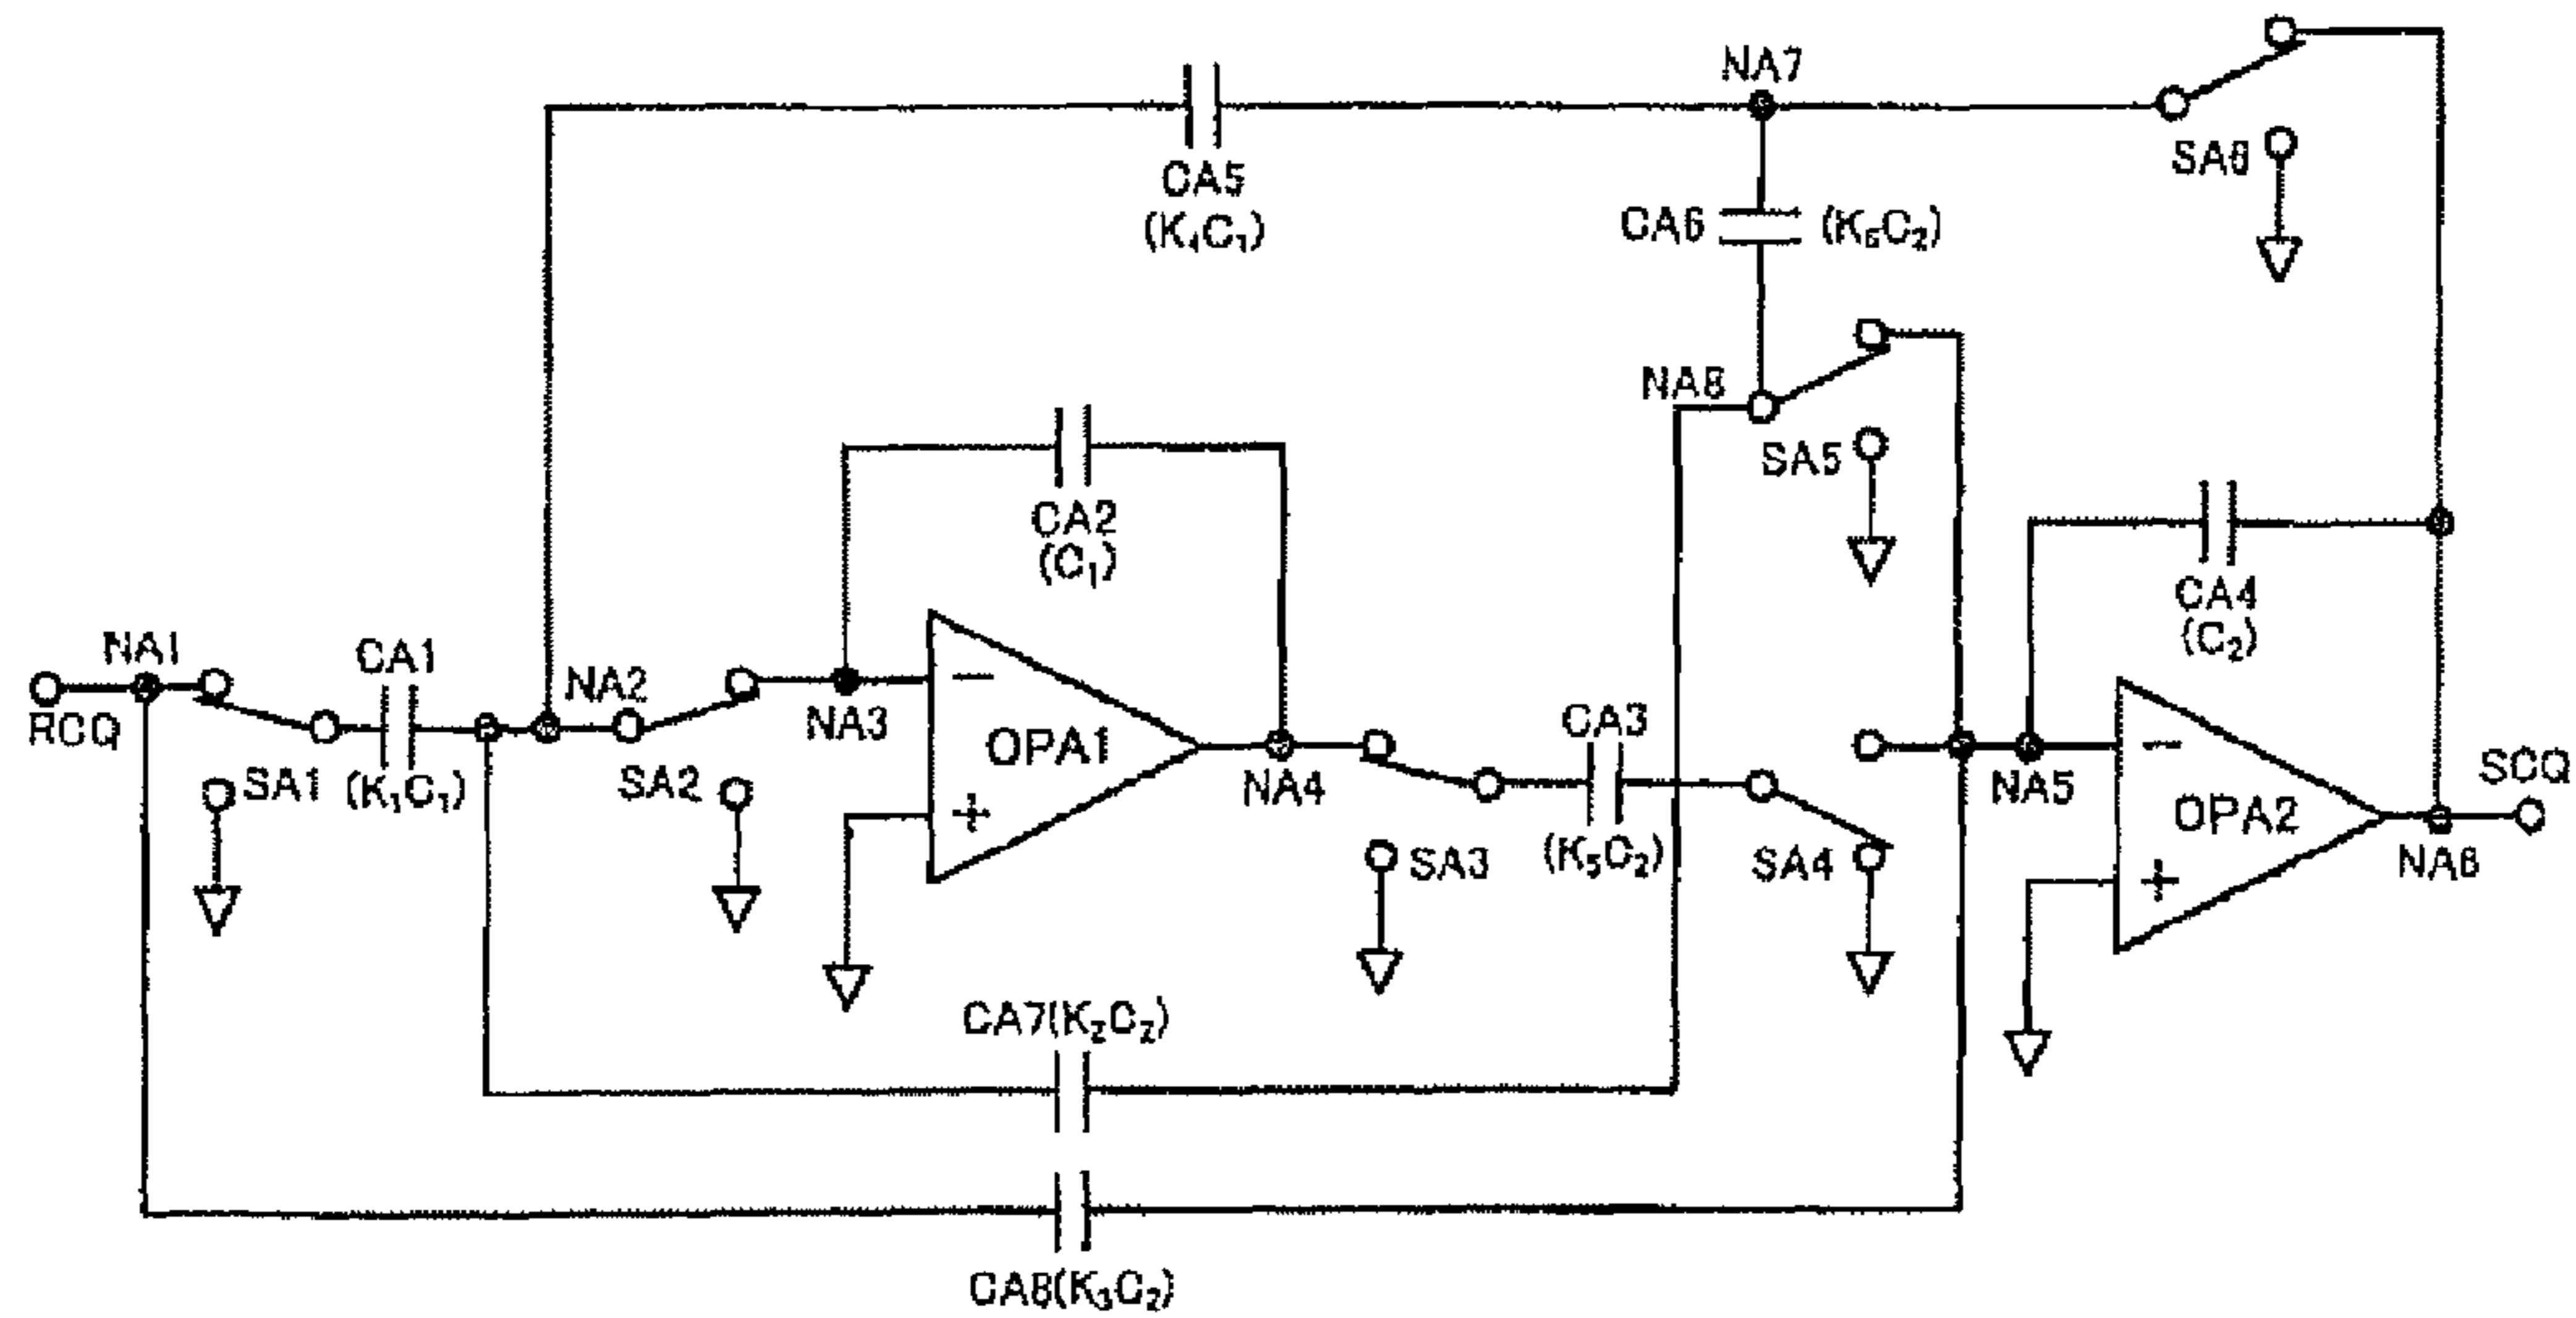 NA7
SA6
CA5
(K₄C₁)
CA6
(K₆C₂)
NA8
SA5
CA2
(C₁)
CA4
(C₂)
NA1
CA1
NA2
RCQ
SA1
(K₁C₁)
SA2
NA3
OPA1
NA4
CA3
(K₅C₂)
SA3
SA4
NA5
OPA2
SCQ
NA6
CA7(K₂C₂)
CA8(K₃C₂)
−
+
−
+